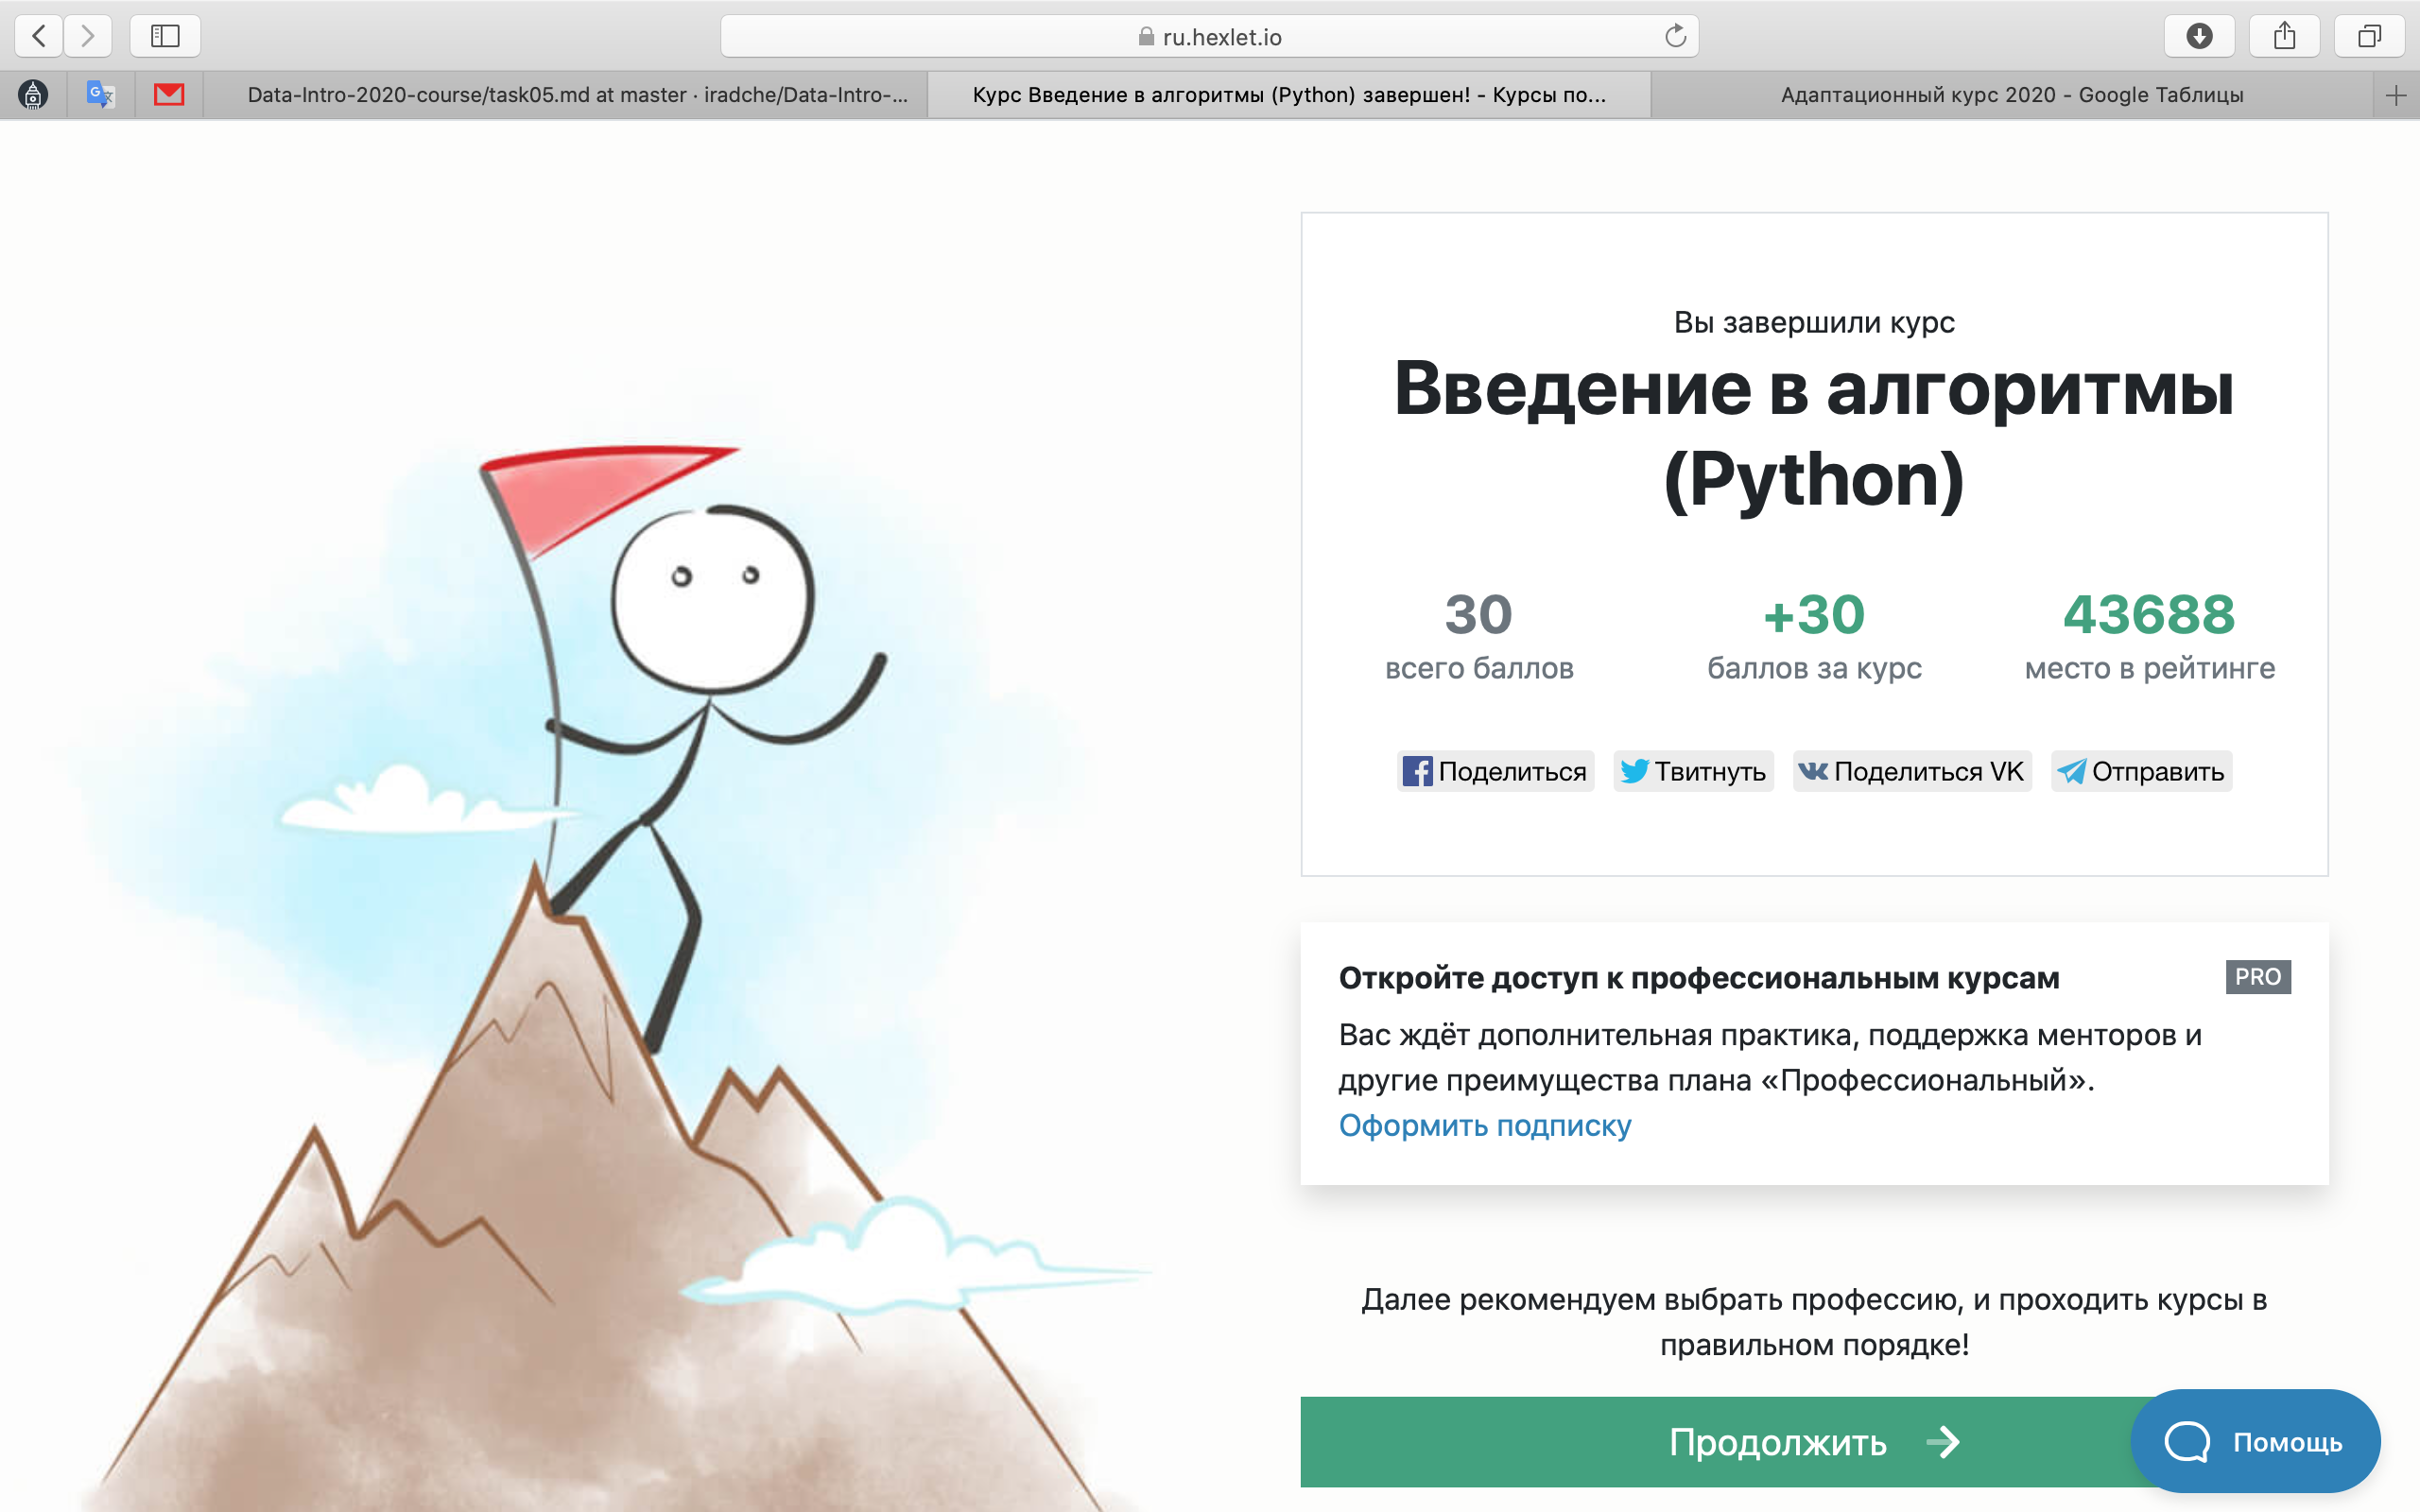 ru.hexlet.io
Data-Intro-2020-course/task05.md at master · iradche/Data-Intro-...
Курс Введение в алгоритмы (Python) завершен! - Курсы по...
Адаптационный курс 2020 - Google Таблицы
Вы завершили курс
Введение в алгоритмы
(Python)
30
всего баллов
+30
баллов за курс
43688
место в рейтинге
Поделиться
Твитнуть
Поделиться VK
Отправить
Откройте доступ к профессиональным курсам
PRO
Вас ждёт дополнительная практика, поддержка менторов и
другие преимущества плана «Профессиональный».
Оформить подписку
Далее рекомендуем выбрать профессию, и проходить курсы в
правильном порядке!
Продолжить
Помощь